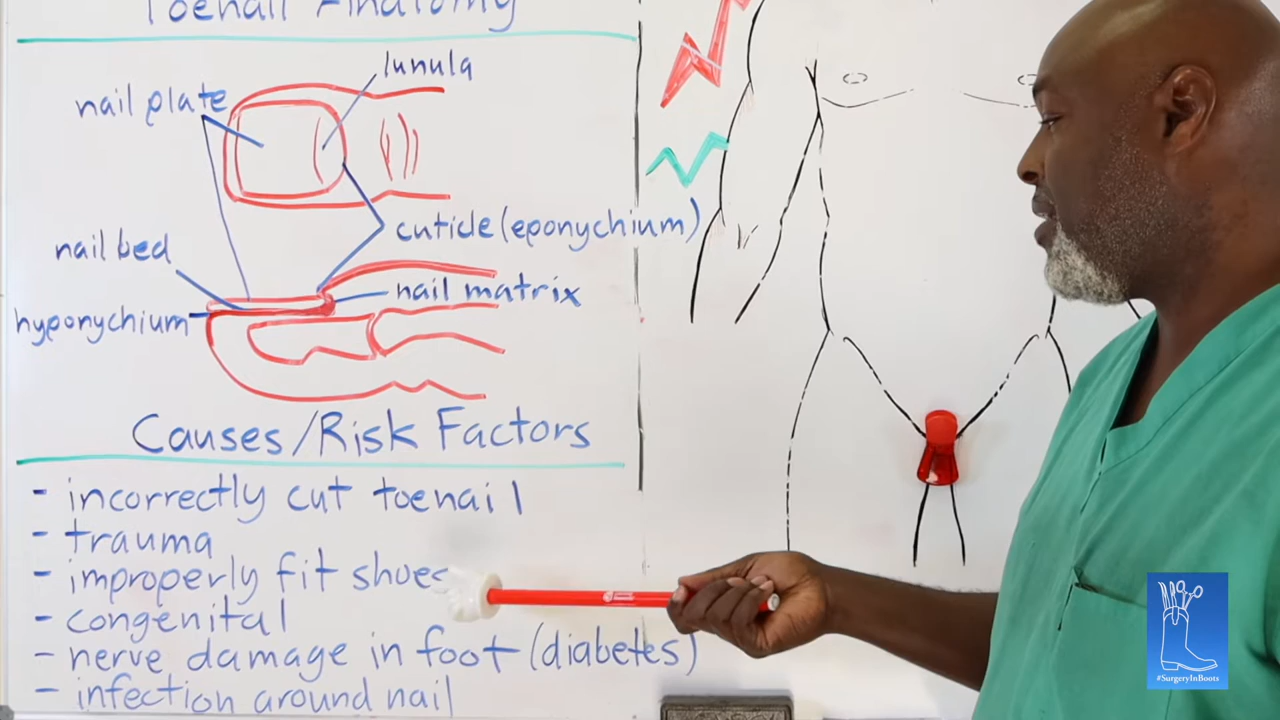 Toenail Anatomy
lunula
nail plate
cuticle (eponychium)
nail bed
nail matrix
hyponychium
Causes/Risk Factors
- incorrectly cut toenail
- trauma
- improperly fit shoes
- congenital
- nerve damage in foot (diabetes)
- infection around nail
#SurgeryInBoots